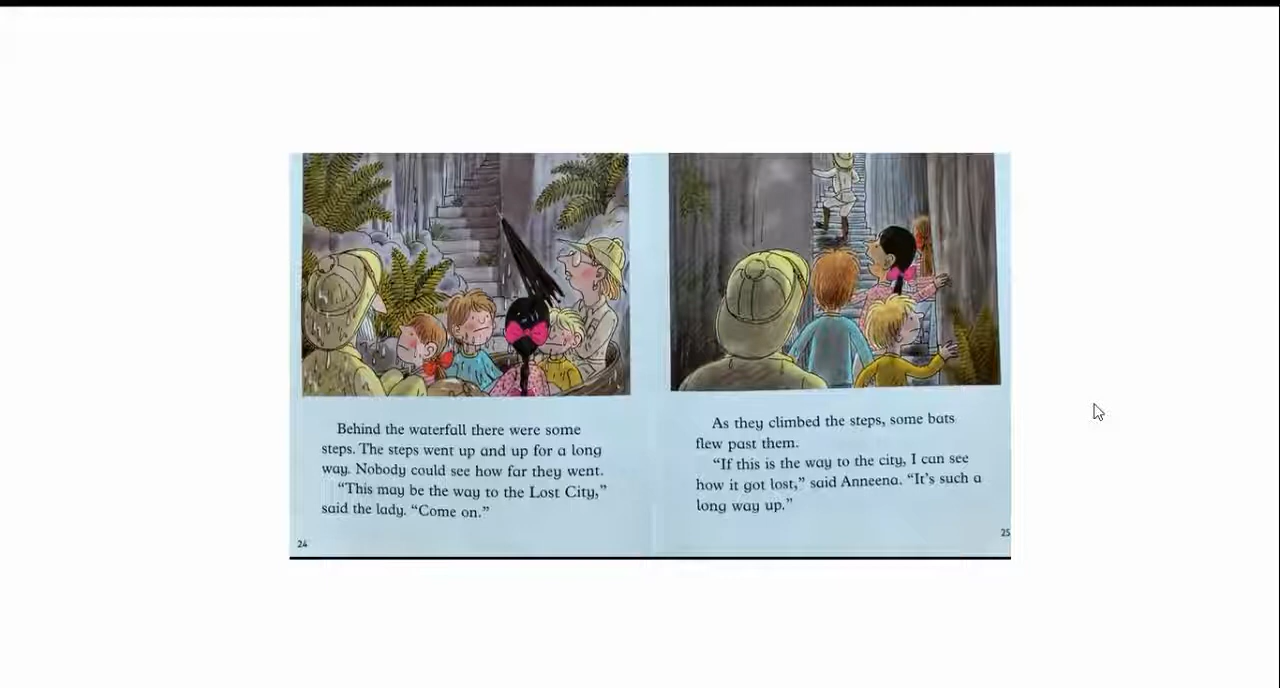 Behind the waterfall there were some
steps. The steps went up and up for a long
way. Nobody could see how far they went.
“This may be the way to the Lost City,”
said the lady. “Come on.”
24
As they climbed the steps, some bats
flew past them.
“If this is the way to the city, I can see
how it got lost,” said Anneena. “It’s such a
long way up.”
25